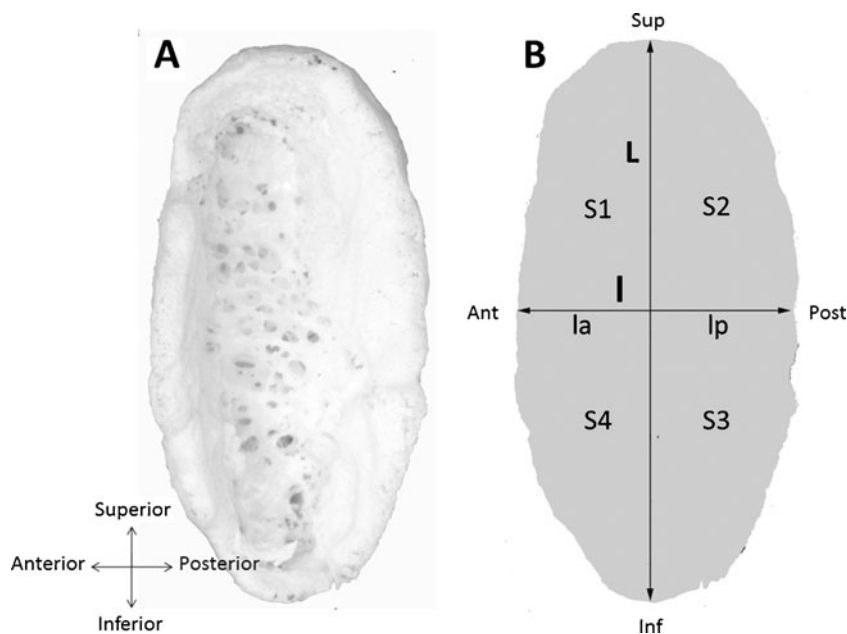 A
Superior
Anterior
Posterior
Inferior
B
Sup
L
S1
S2
l
Ant
la
lp
Post
S4
S3
Inf